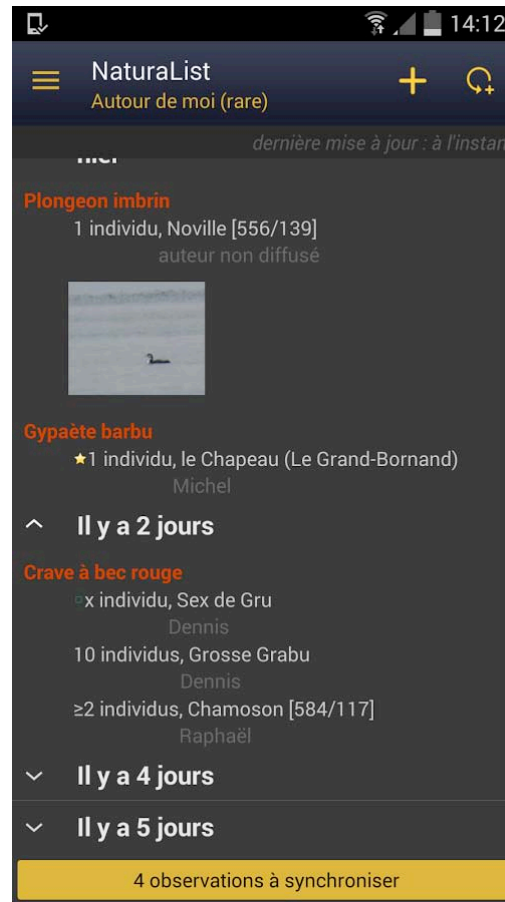 14:12
NaturaList
Autour de moi (rare)
dernière mise à jour : à l'instan
hier
Plongeon imbrin
1 individu, Noville [556/139]
auteur non diffusé
Gypaète barbu
1 individu, le Chapeau (Le Grand-Bornand)
Michel
Il y a 2 jours
Crave à bec rouge
x individu, Sex de Gru
Dennis
10 individus, Grosse Grabu
Dennis
≥2 individus, Chamoson [584/117]
Raphaël
Il y a 4 jours
Il y a 5 jours
4 observations à synchroniser